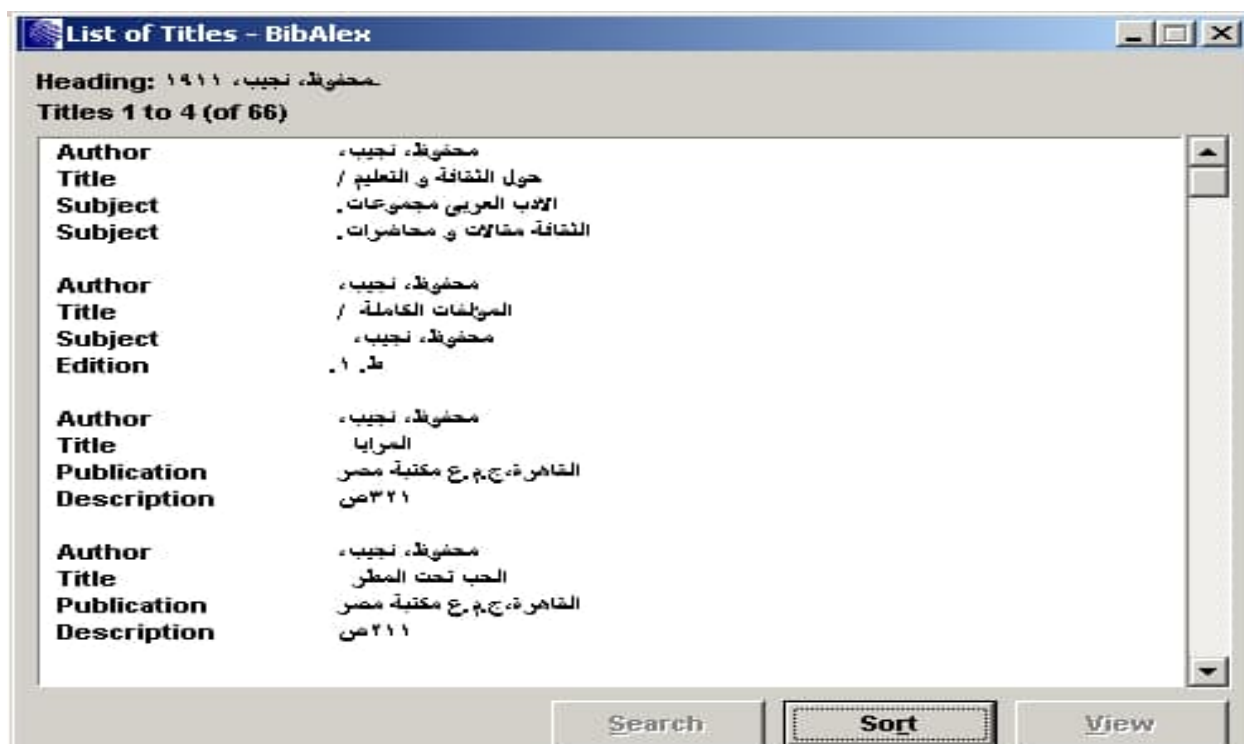 List of Titles - BibAlex
Heading: محفوظ، نجيب، ١٩١١-
Titles 1 to 4 (of 66)
Author محفوظ، نجيب،
Title حول الثقافة و التعليم /
Subject الادب العربى مجموعات.
Subject الثقافة مقالات و محاضرات.
Author محفوظ، نجيب،
Title المؤلفات الكاملة /
Subject محفوظ، نجيب،
Edition ط. ١.
Author محفوظ، نجيب،
Title المرايا
Publication القاهرة،ج.م.ع مكتبة مصر
Description ٣٢١ص
Author محفوظ، نجيب،
Title الحب تحت المطر
Publication القاهرة،ج.م.ع مكتبة مصر
Description ٢١١ص
Search Sort View